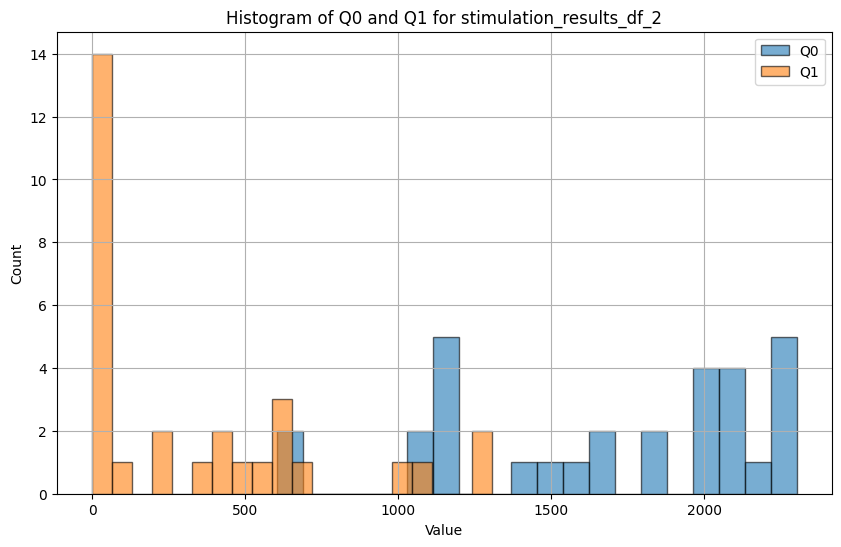 Histogram of Q0 and Q1 for stimulation_results_df_2
Q0
Q1
14
12
10
8
6
4
2
0
Count
0
500
1000
1500
2000
Value